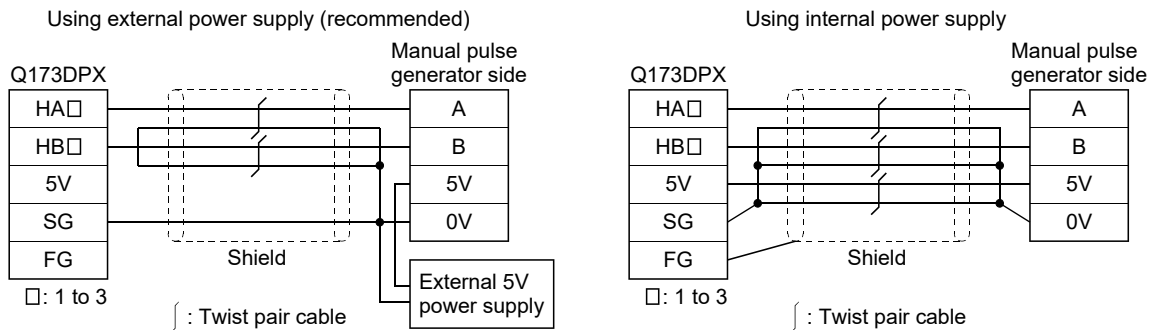 Using external power supply (recommended)
Q173DPX
Manual pulse
generator side
HA□
HB□
5V
SG
FG
A
B
5V
0V
Shield
External 5V
power supply
□: 1 to 3
: Twist pair cable
Using internal power supply
Q173DPX
Manual pulse
generator side
HA□
HB□
5V
SG
FG
A
B
5V
0V
Shield
□: 1 to 3
: Twist pair cable